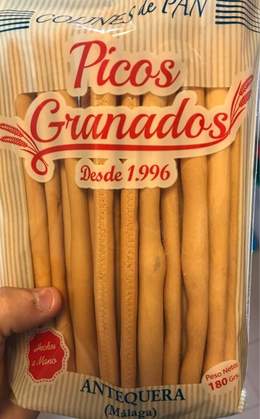 COLINES de PAN
Picos
Granados
Desde 1.996
Hechos
a Mano
Peso Neto:
180 Grs.
ANTEQUERA
(Málaga)